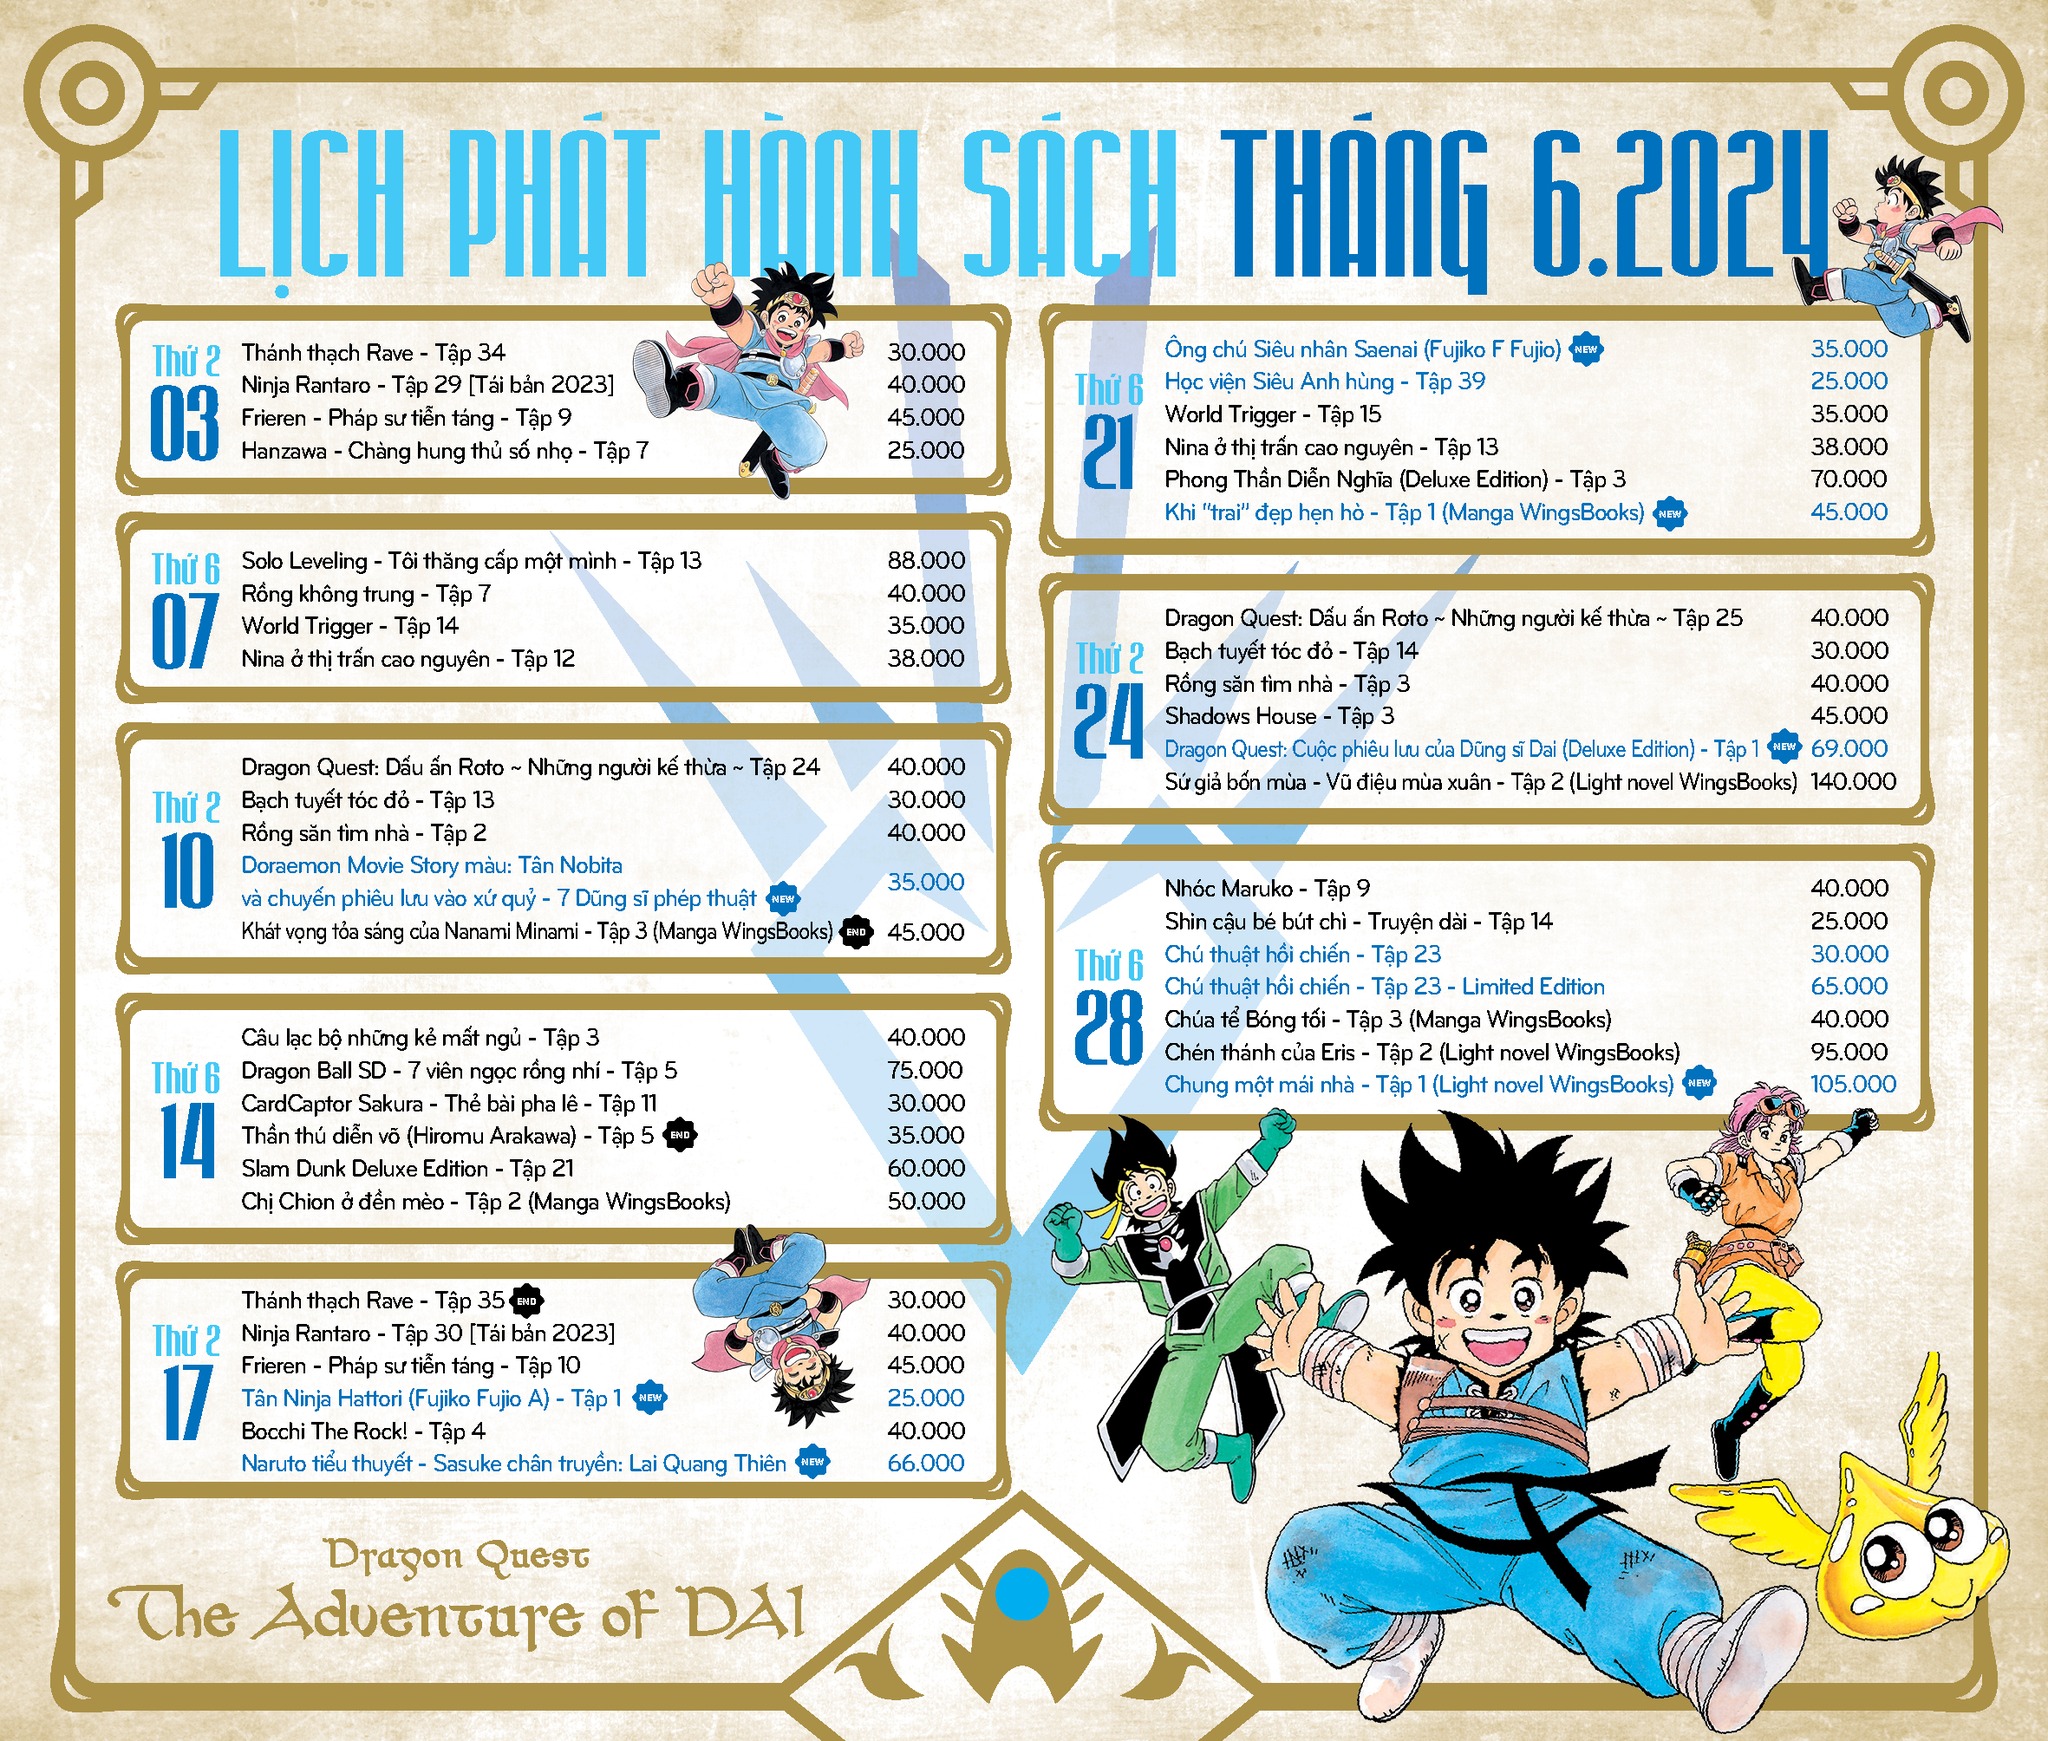 LỊCH PHÁT HÀNH SÁCH THÁNG 6.2024
Thứ 2
03
Thánh thạch Rave - Tập 34 30.000
Ninja Rantaro - Tập 29 [Tái bản 2023] 40.000
Frieren - Pháp sư tiễn táng - Tập 9 45.000
Hanzawa - Chàng hung thủ số nhọ - Tập 7 25.000
Thứ 6
07
Solo Leveling - Tôi thăng cấp một mình - Tập 13 88.000
Rồng không trung - Tập 7 40.000
World Trigger - Tập 14 35.000
Nina ở thị trấn cao nguyên - Tập 12 38.000
Thứ 2
10
Dragon Quest: Dấu ấn Roto ~ Những người kế thừa ~ Tập 24 40.000
Bạch tuyết tóc đỏ - Tập 13 30.000
Rồng săn tìm nhà - Tập 2 40.000
Doraemon Movie Story màu: Tân Nobita
và chuyến phiêu lưu vào xứ quỷ - 7 Dũng sĩ phép thuật NEW 35.000
Khát vọng tỏa sáng của Nanami Minami - Tập 3 (Manga WingsBooks) END 45.000
Thứ 6
14
Câu lạc bộ những kẻ mất ngủ - Tập 3 40.000
Dragon Ball SD - 7 viên ngọc rồng nhí - Tập 5 75.000
CardCaptor Sakura - Thẻ bài pha lê - Tập 11 30.000
Thần thú diễn võ (Hiromu Arakawa) - Tập 5 END 35.000
Slam Dunk Deluxe Edition - Tập 21 60.000
Chị Chion ở đền mèo - Tập 2 (Manga WingsBooks) 50.000
Thứ 2
17
Thánh thạch Rave - Tập 35 END 30.000
Ninja Rantaro - Tập 30 [Tái bản 2023] 40.000
Frieren - Pháp sư tiễn táng - Tập 10 45.000
Tân Ninja Hattori (Fujiko Fujio A) - Tập 1 NEW 25.000
Bocchi The Rock! - Tập 4 40.000
Naruto tiểu thuyết - Sasuke chân truyền: Lai Quang Thiên NEW 66.000
Thứ 6
21
Ông chú Siêu nhân Saenai (Fujiko F Fujio) NEW 35.000
Học viện Siêu Anh hùng - Tập 39 25.000
World Trigger - Tập 15 35.000
Nina ở thị trấn cao nguyên - Tập 13 38.000
Phong Thần Diễn Nghĩa (Deluxe Edition) - Tập 3 70.000
Khi "trai" đẹp hẹn hò - Tập 1 (Manga WingsBooks) NEW 45.000
Thứ 2
24
Dragon Quest: Dấu ấn Roto ~ Những người kế thừa ~ Tập 25 40.000
Bạch tuyết tóc đỏ - Tập 14 30.000
Rồng săn tìm nhà - Tập 3 40.000
Shadows House - Tập 3 45.000
Dragon Quest: Cuộc phiêu lưu của Dũng sĩ Dai (Deluxe Edition) - Tập 1 NEW 69.000
Sứ giả bốn mùa - Vũ điệu mùa xuân - Tập 2 (Light novel WingsBooks) 140.000
Thứ 6
28
Nhóc Maruko - Tập 9 40.000
Shin cậu bé bút chì - Truyện dài - Tập 14 25.000
Chú thuật hồi chiến - Tập 23 30.000
Chú thuật hồi chiến - Tập 23 - Limited Edition 65.000
Chúa tể Bóng tối - Tập 3 (Manga WingsBooks) 40.000
Chén thánh của Eris - Tập 2 (Light novel WingsBooks) 95.000
Chung một mái nhà - Tập 1 (Light novel WingsBooks) NEW 105.000
Dragon Quest
The Adventure of DAI